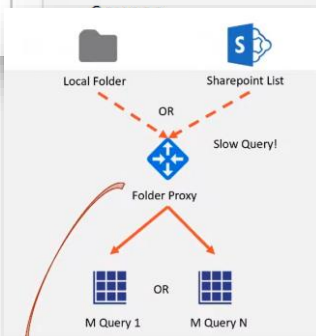 S
Local Folder
Sharepoint List
OR
Slow Query!
Folder Proxy
OR
M Query 1
M Query N